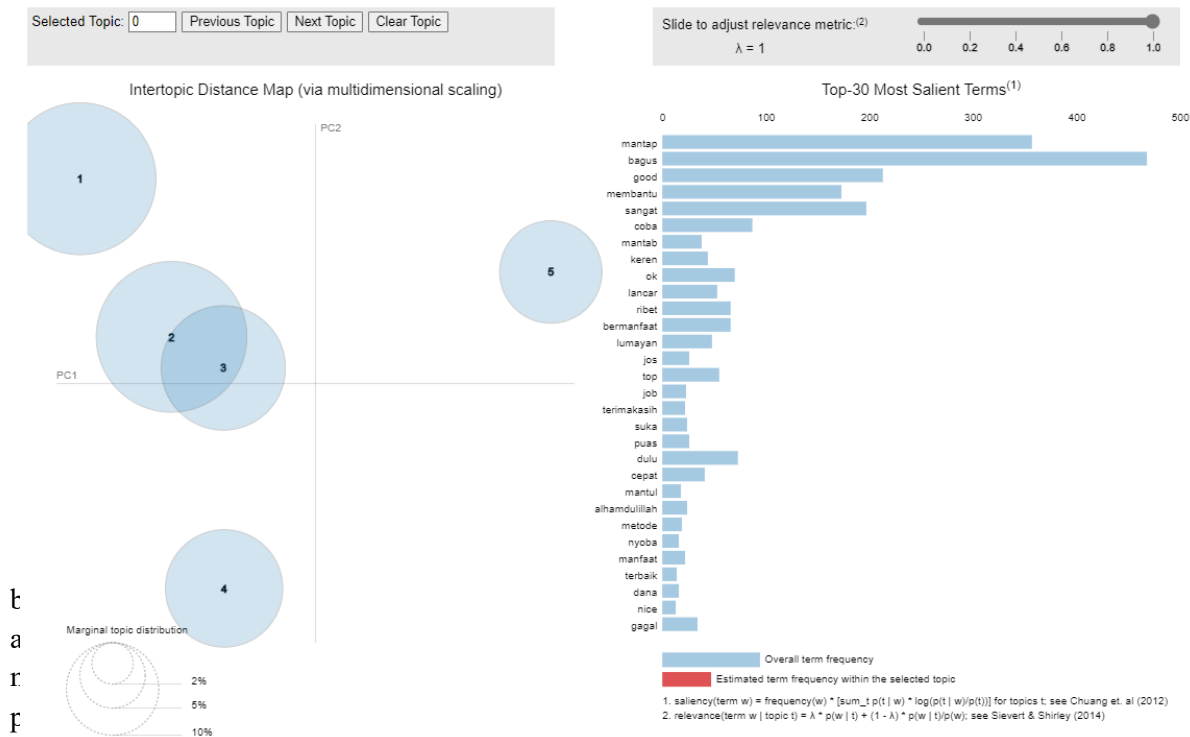 Selected Topic: 0 Previous Topic Next Topic Clear Topic
Slide to adjust relevance metric:(2)
λ = 1
0.0 0.2 0.4 0.6 0.8 1.0
Intertopic Distance Map (via multidimensional scaling)
PC2
PC1
1
2
3
4
5
Marginal topic distribution
2%
5%
10%
b
a
p
Top-30 Most Salient Terms(1)
0 100 200 300 400 500
mantap
bagus
good
membantu
sangat
coba
mantab
keren
ok
lancar
ribet
bermanfaat
lumayan
jos
top
job
terimakasih
suka
puas
dulu
cepat
mantul
alhamdulillah
metode
nyoba
manfaat
terbaik
dana
nice
gagal
Overall term frequency
Estimated term frequency within the selected topic
1. saliency(term w) = frequency(w) * [sum_t p(t | w) * log(p(t | w)/p(t))] for topics t; see Chuang et. al (2012)
2. relevance(term w | topic t) = λ * p(w | t) + (1 - λ) * p(w | t)/p(w); see Sievert & Shirley (2014)